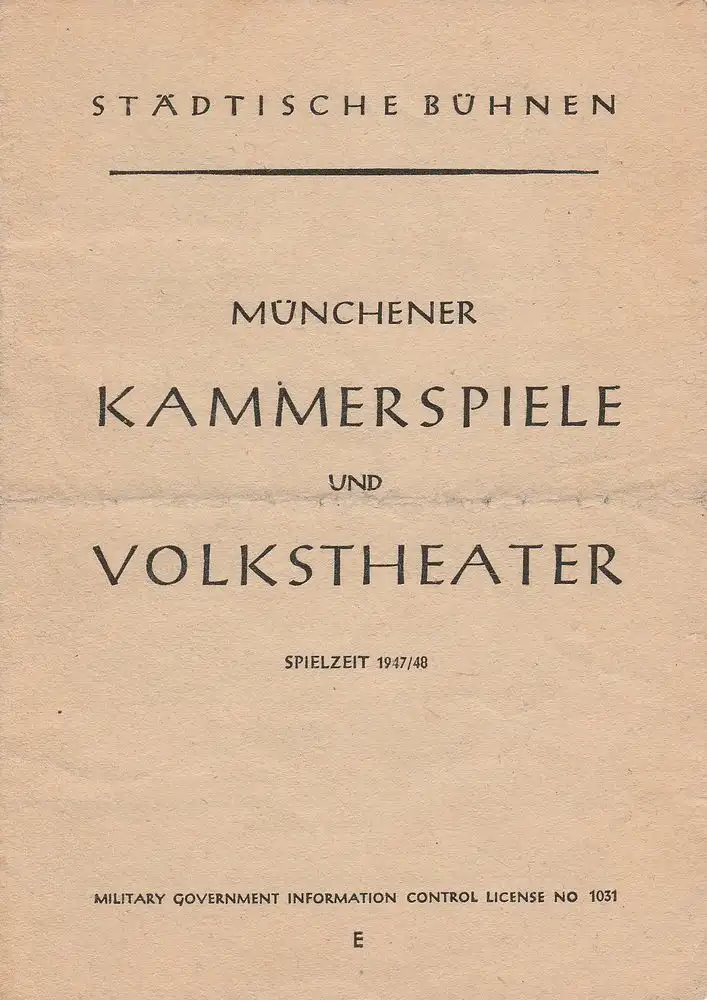 STÄDTISCHE BÜHNEN
MÜNCHENER
KAMMERSPIELE
UND
VOLKSTHEATER
SPIELZEIT 1947/48
MILITARY GOVERNMENT INFORMATION CONTROL LICENSE NO 1031
E